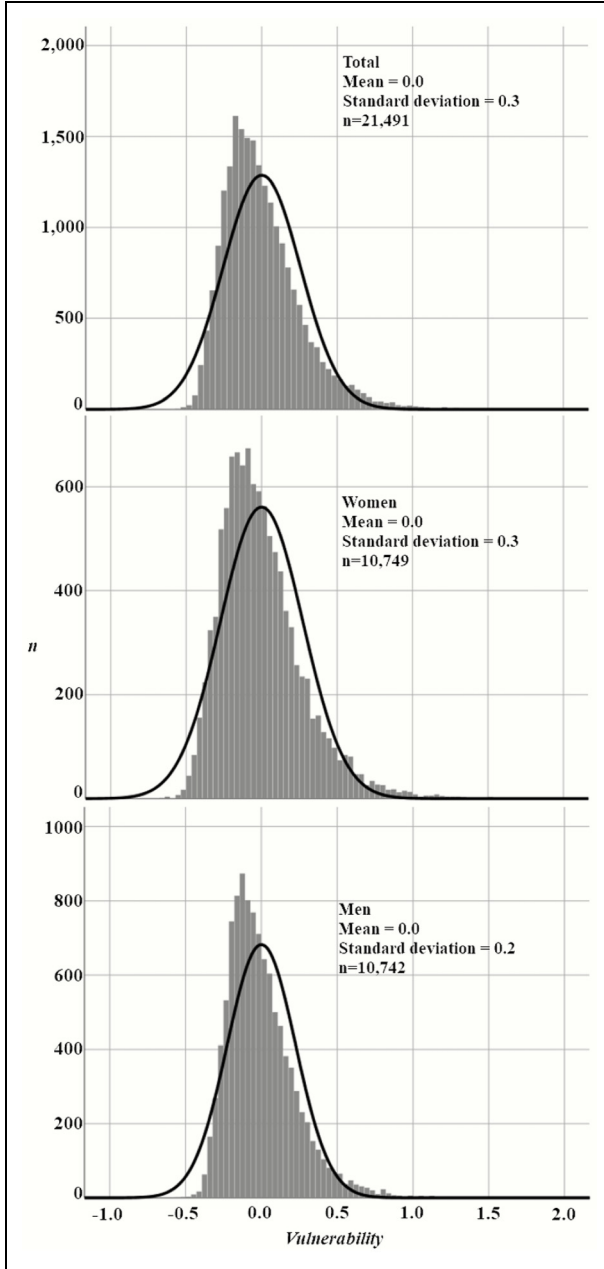 2,000
Total
Mean = 0.0
Standard deviation = 0.3
n=21,491
1,500
1,000
500
0
600
Women
Mean = 0.0
Standard deviation = 0.3
n=10,749
400
n
200
0
1000
800
Men
Mean = 0.0
Standard deviation = 0.2
n=10,742
600
400
200
0
-1.0 -0.5 0.0 0.5 1.0 1.5 2.0
Vulnerability